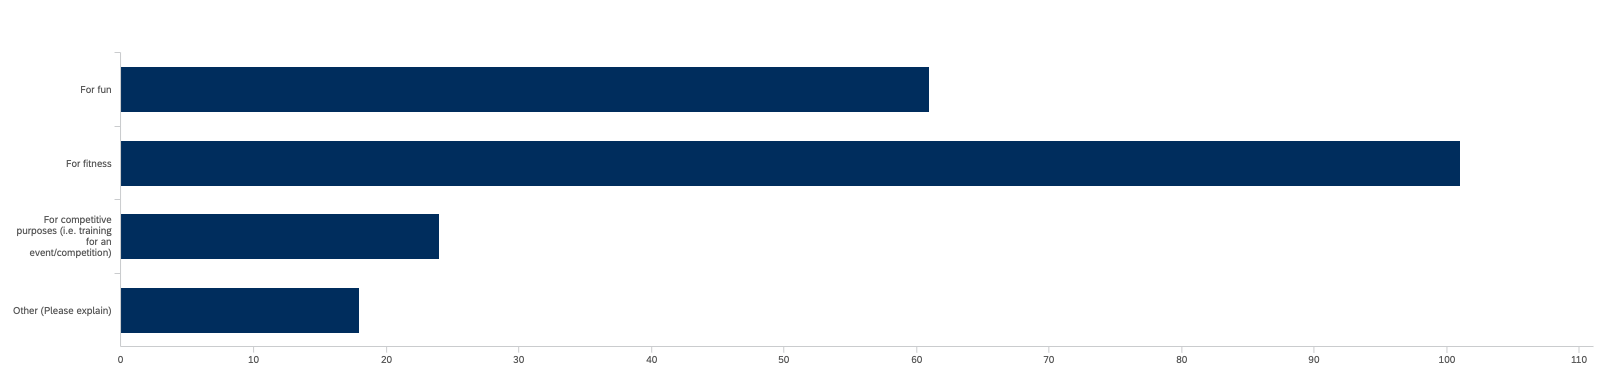 For fun
For fitness
For competitive
purposes (i.e. training
for an
event/competition)
Other (Please explain)
0 10 20 30 40 50 60 70 80 90 100 110